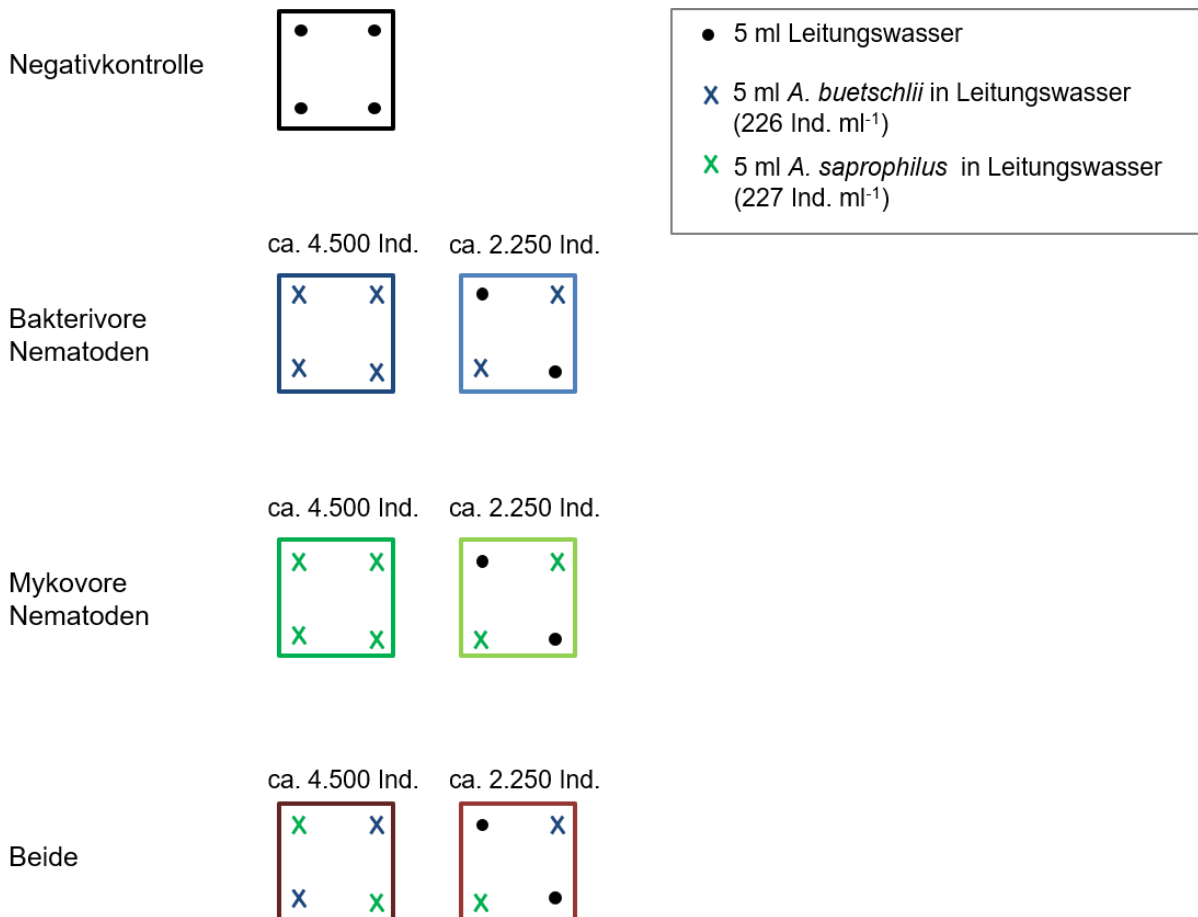 Negativkontrolle
5 ml Leitungswasser
5 ml A. buetschlii in Leitungswasser
(226 Ind. ml⁻¹)
5 ml A. saprophilus in Leitungswasser
(227 Ind. ml⁻¹)
ca. 4.500 Ind. ca. 2.250 Ind.
Bakterivore
Nematoden
ca. 4.500 Ind. ca. 2.250 Ind.
Mykovore
Nematoden
ca. 4.500 Ind. ca. 2.250 Ind.
Beide